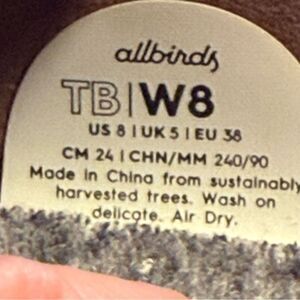 allbirds
TB|W8
US 8 | UK 5 | EU 38
CM 24 | CHN/MM 240/90
Made in China from sustainably
harvested trees. Wash on
delicate. Air Dry.